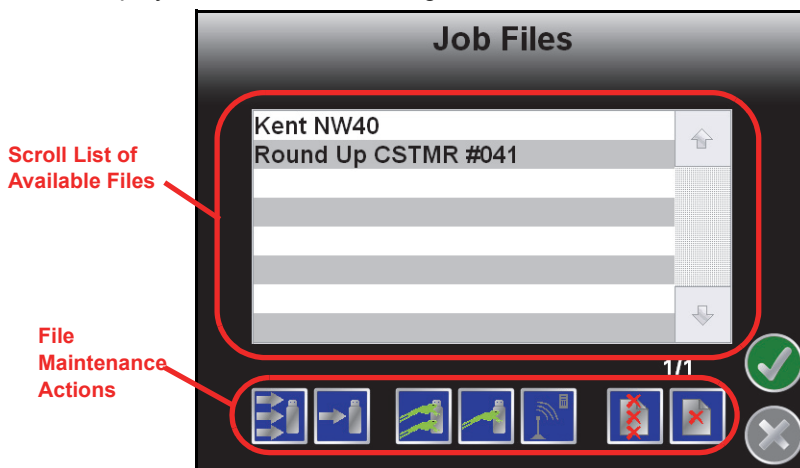 Job Files
Kent NW40
Round Up CSTMR #041
Scroll List of
Available Files
File
Maintenance
Actions
1/1